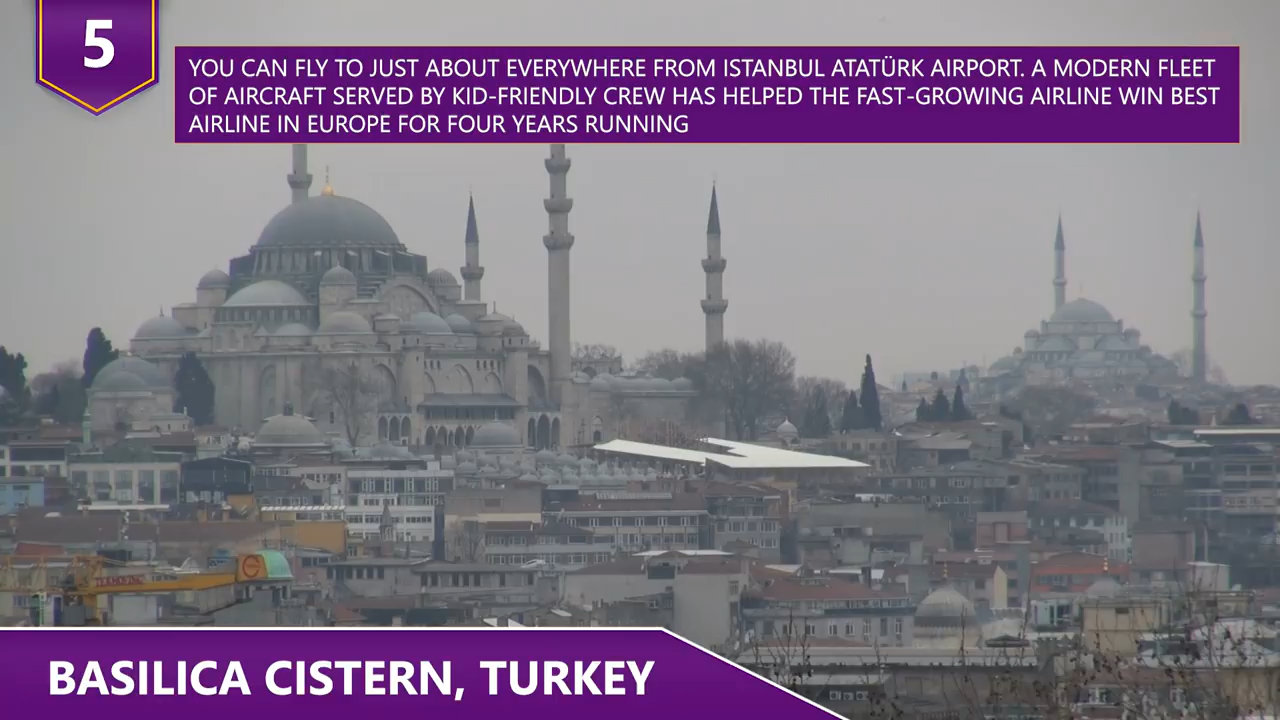 5
YOU CAN FLY TO JUST ABOUT EVERYWHERE FROM ISTANBUL ATATÜRK AIRPORT. A MODERN FLEET
OF AIRCRAFT SERVED BY KID-FRIENDLY CREW HAS HELPED THE FAST-GROWING AIRLINE WIN BEST
AIRLINE IN EUROPE FOR FOUR YEARS RUNNING
BASILICA CISTERN, TURKEY